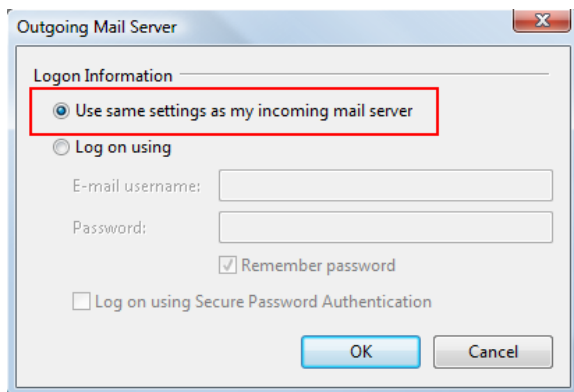 Outgoing Mail Server
Logon Information
Use same settings as my incoming mail server
Log on using
E-mail username:
Password:
Remember password
Log on using Secure Password Authentication
OK Cancel